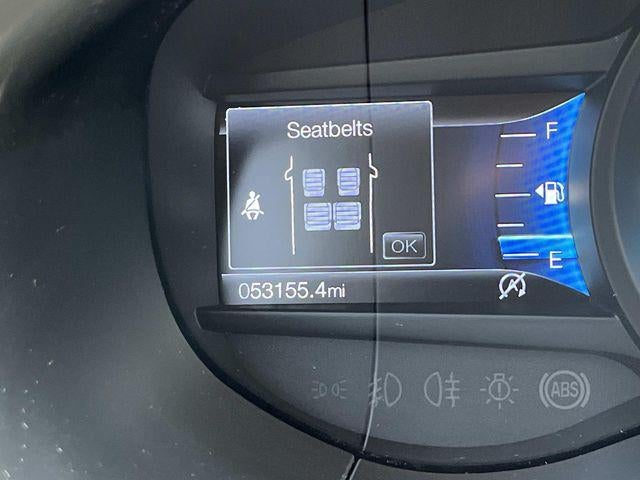 Seatbelts
F
OK
E
053155.4mi
ABS